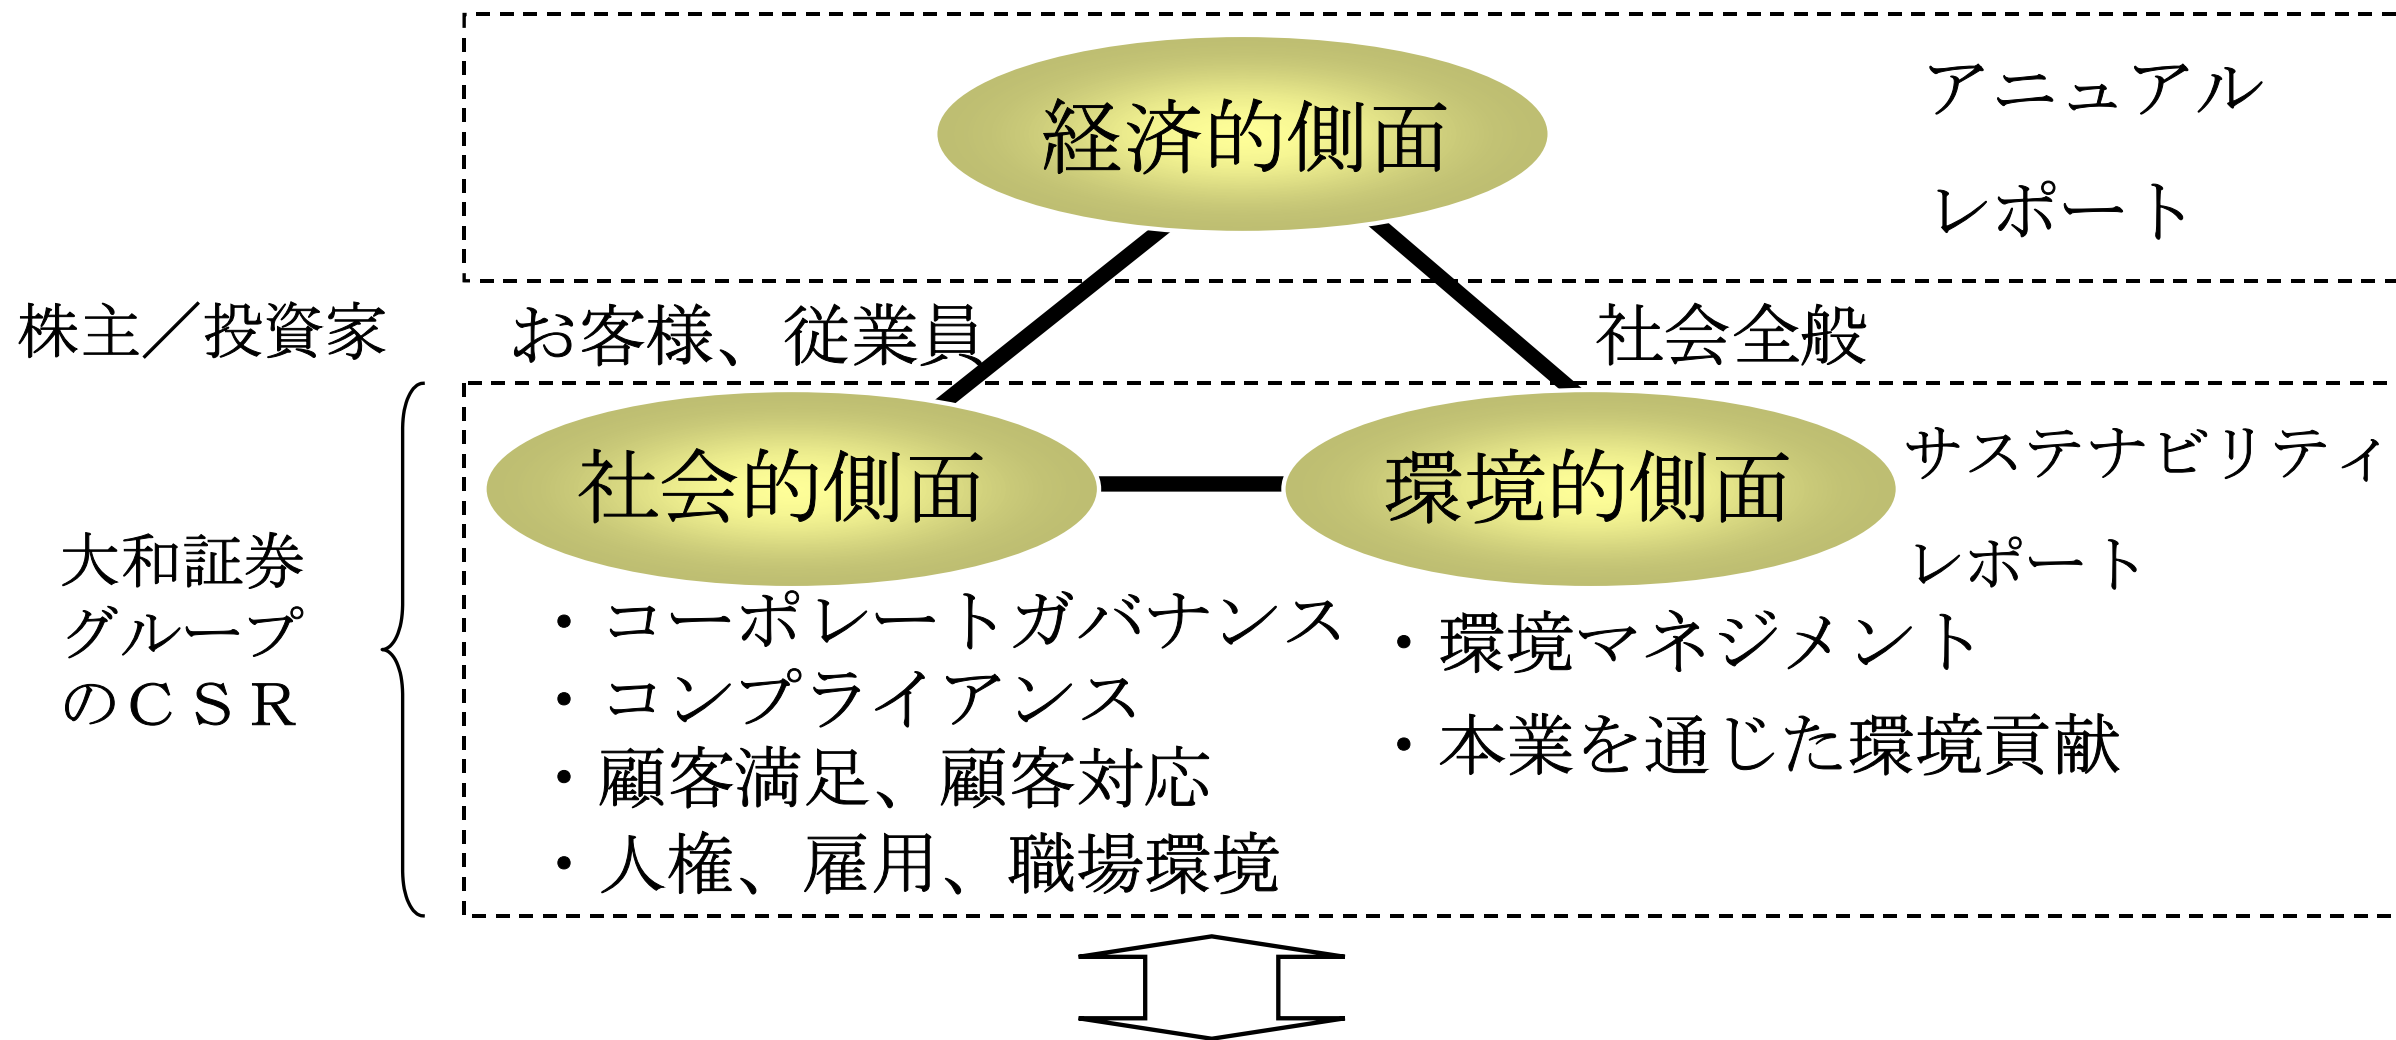 経済的側面
アニュアル
レポート
株主／投資家
お客様、従業員
社会全般
社会的側面
環境的側面
サステナビリティ
レポート
大和証券
グループ
のＣＳＲ
・コーポレートガバナンス
・コンプライアンス
・顧客満足、顧客対応
・人権、雇用、職場環境
・環境マネジメント
・本業を通じた環境貢献